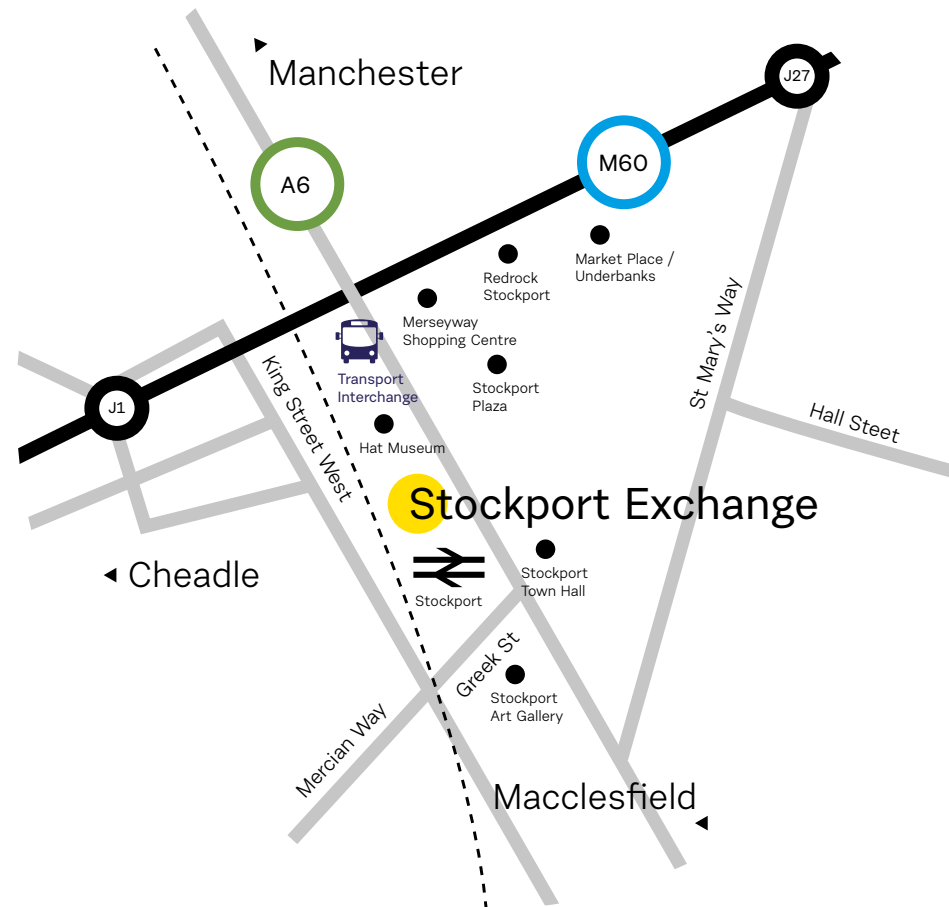 Manchester
J27
M60
A6
Market Place /
Underbanks
Redrock
Stockport
Merseyway
Shopping Centre
St Mary's Way
Transport
Interchange
Stockport
Plaza
King Street West
J1
Hall Steet
Hat Museum
Stockport Exchange
Cheadle
Stockport
Town Hall
Stockport
Greek St
Stockport
Art Gallery
Mercian Way
Macclesfield